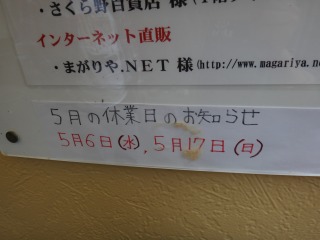 ・さくら野百貨店 様
インターネット直販
・まがりや.NET 様 (http://www.magariya.ne
5月の休業日のお知らせ
5月6日(水), 5月17日(日)